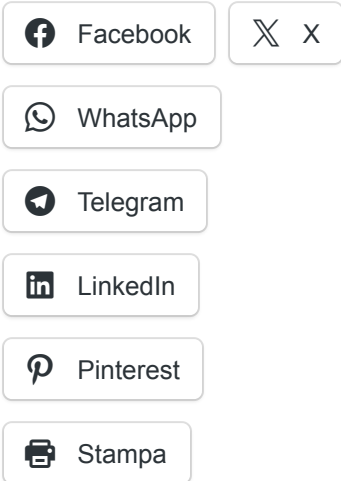 Facebook X
WhatsApp
Telegram
LinkedIn
Pinterest
Stampa